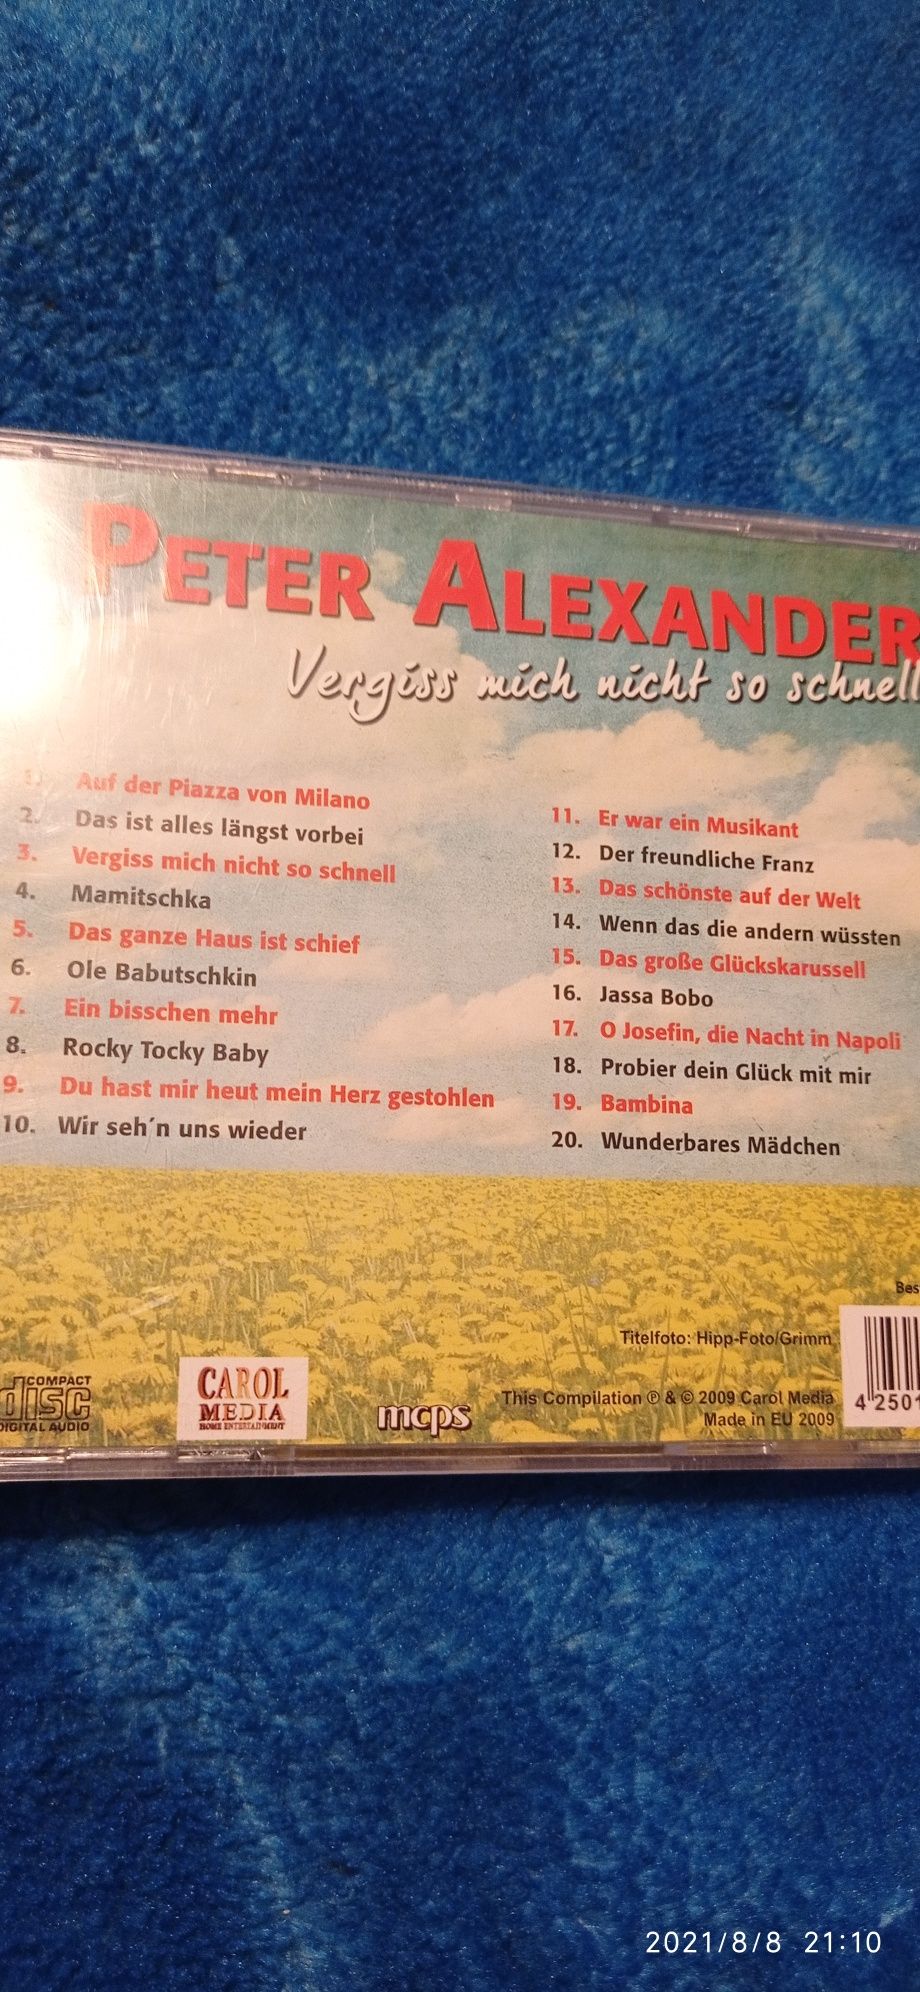 PETER ALEXANDER
Vergiss mich nicht so schnell
1. Auf der Piazza von Milano
2. Das ist alles längst vorbei
3. Vergiss mich nicht so schnell
4. Mamitschka
5. Das ganze Haus ist schief
6. Ole Babutschkin
7. Ein bisschen mehr
8. Rocky Tocky Baby
9. Du hast mir heut mein Herz gestohlen
10. Wir seh´n uns wieder
11. Er war ein Musikant
12. Der freundliche Franz
13. Das schönste auf der Welt
14. Wenn das die andern wüssten
15. Das große Glückskarussell
16. Jassa Bobo
17. O Josefin, die Nacht in Napoli
18. Probier dein Glück mit mir
19. Bambina
20. Wunderbares Mädchen
Bes
Titelfoto: Hipp-Foto/Grimm
COMPACT
disc
DIGITAL AUDIO
CAROL
MEDIA
HOME ENTERTAINMENT
mcps
This Compilation ℗ & © 2009 Carol Media
Made in EU 2009
4 2501
2021/8/8 21:10